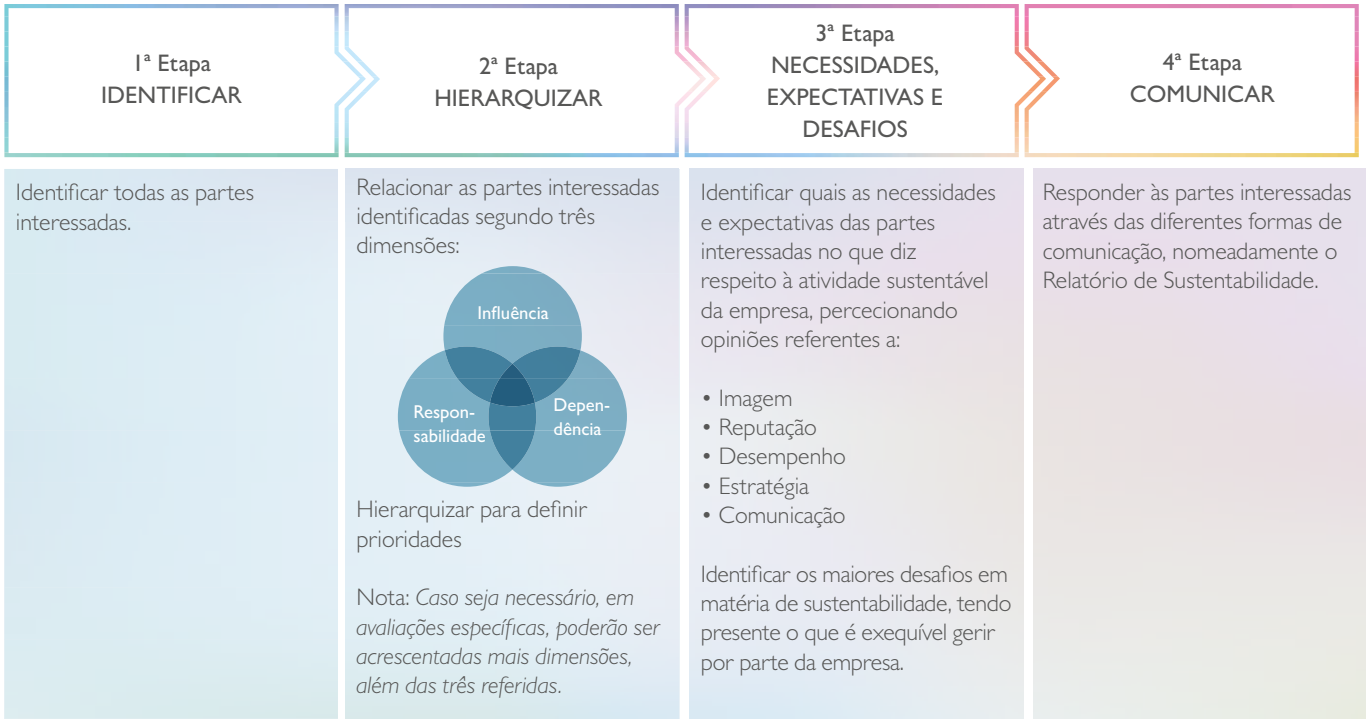 1ª Etapa
IDENTIFICAR
2ª Etapa
HIERARQUIZAR
3ª Etapa
NECESSIDADES,
EXPECTATIVAS E
DESAFIOS
4ª Etapa
COMUNICAR
Identificar todas as partes
interessadas.
Relacionar as partes interessadas
identificadas segundo três
dimensões:
Influência
Respon-
sabilidade
Depen-
dência
Hierarquizar para definir
prioridades
Nota: Caso seja necessário, em
avaliações específicas, poderão ser
acrescentadas mais dimensões,
além das três referidas.
Identificar quais as necessidades
e expectativas das partes
interessadas no que diz
respeito à atividade sustentável
da empresa, percecionando
opiniões referentes a:
• Imagem
• Reputação
• Desempenho
• Estratégia
• Comunicação
Identificar os maiores desafios em
matéria de sustentabilidade, tendo
presente o que é exequível gerir
por parte da empresa.
Responder às partes interessadas
através das diferentes formas de
comunicação, nomeadamente o
Relatório de Sustentabilidade.